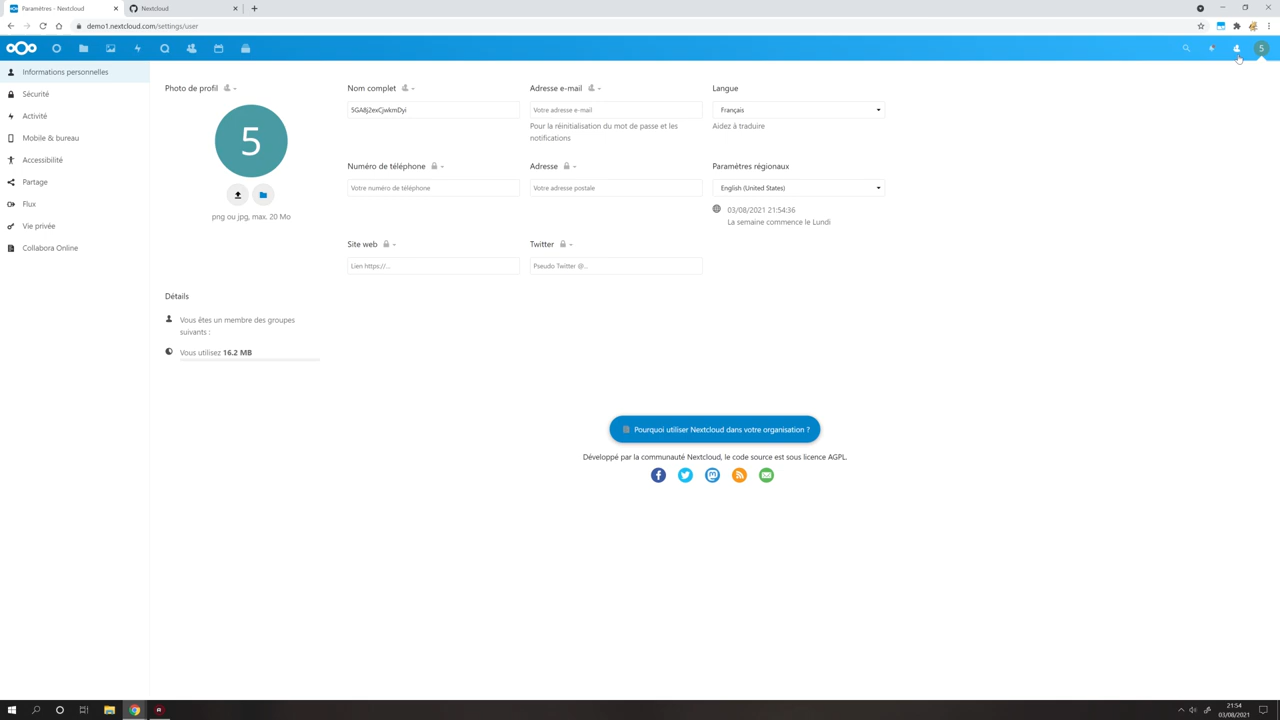 Paramètres - Nextcloud
Nextcloud
demo1.nextcloud.com/settings/user
5
Informations personnelles
Sécurité
Activité
Mobile & bureau
Accessibilité
Partage
Flux
Vie privée
Collabora Online
Photo de profil
5
png ou jpg, max. 20 Mo
Nom complet
5GA8j2exCjwkmDyi
Adresse e-mail
Votre adresse e-mail
Pour la réinitialisation du mot de passe et les
notifications
Langue
Français
Aidez à traduire
Numéro de téléphone
Votre numéro de téléphone
Adresse
Votre adresse postale
Paramètres régionaux
English (United States)
03/08/2021 21:54:36
La semaine commence le Lundi
Site web
Lien https://...
Twitter
Pseudo Twitter @...
Détails
Vous êtes un membre des groupes
suivants :
Vous utilisez 16.2 MB
Pourquoi utiliser Nextcloud dans votre organisation ?
Développé par la communauté Nextcloud, le code source est sous licence AGPL.
21:54
03/08/2021